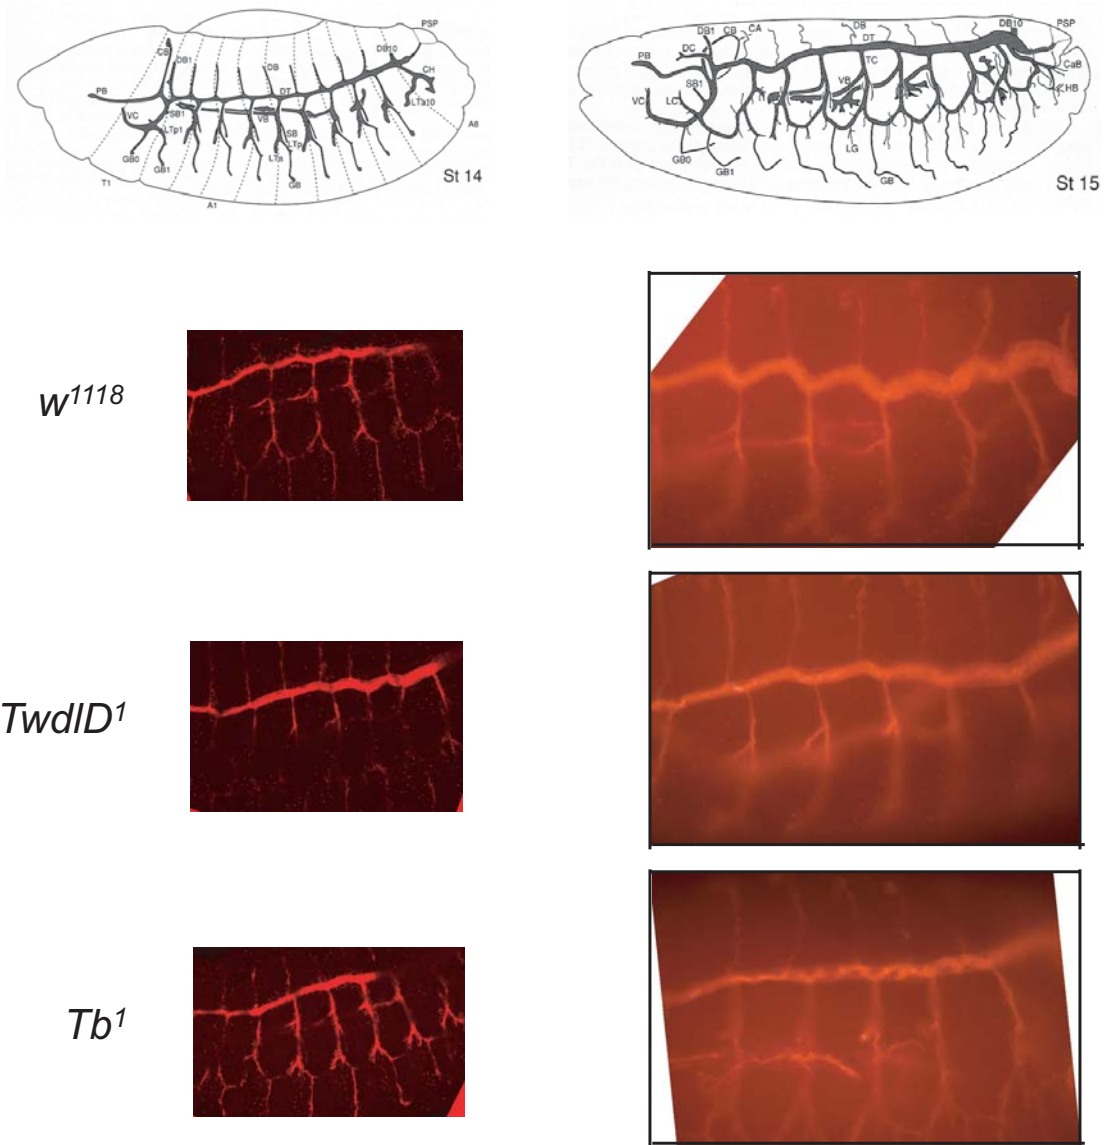 PSP
CB
DB1
DB
DB10
CH
PB
DT
VC
SB1
LTp1
VB
SB
LTp
LTa
LTa10
GB0
GB1
GB
T1
A1
A8
St 14
DB1
CB
CA
DB
DT
DB10
PSP
DC
PB
TC
SB1
VB
CaB
HB
VC
LC
LG
GB0
GB1
GB
St 15
w1118
TwdlD1
Tb1